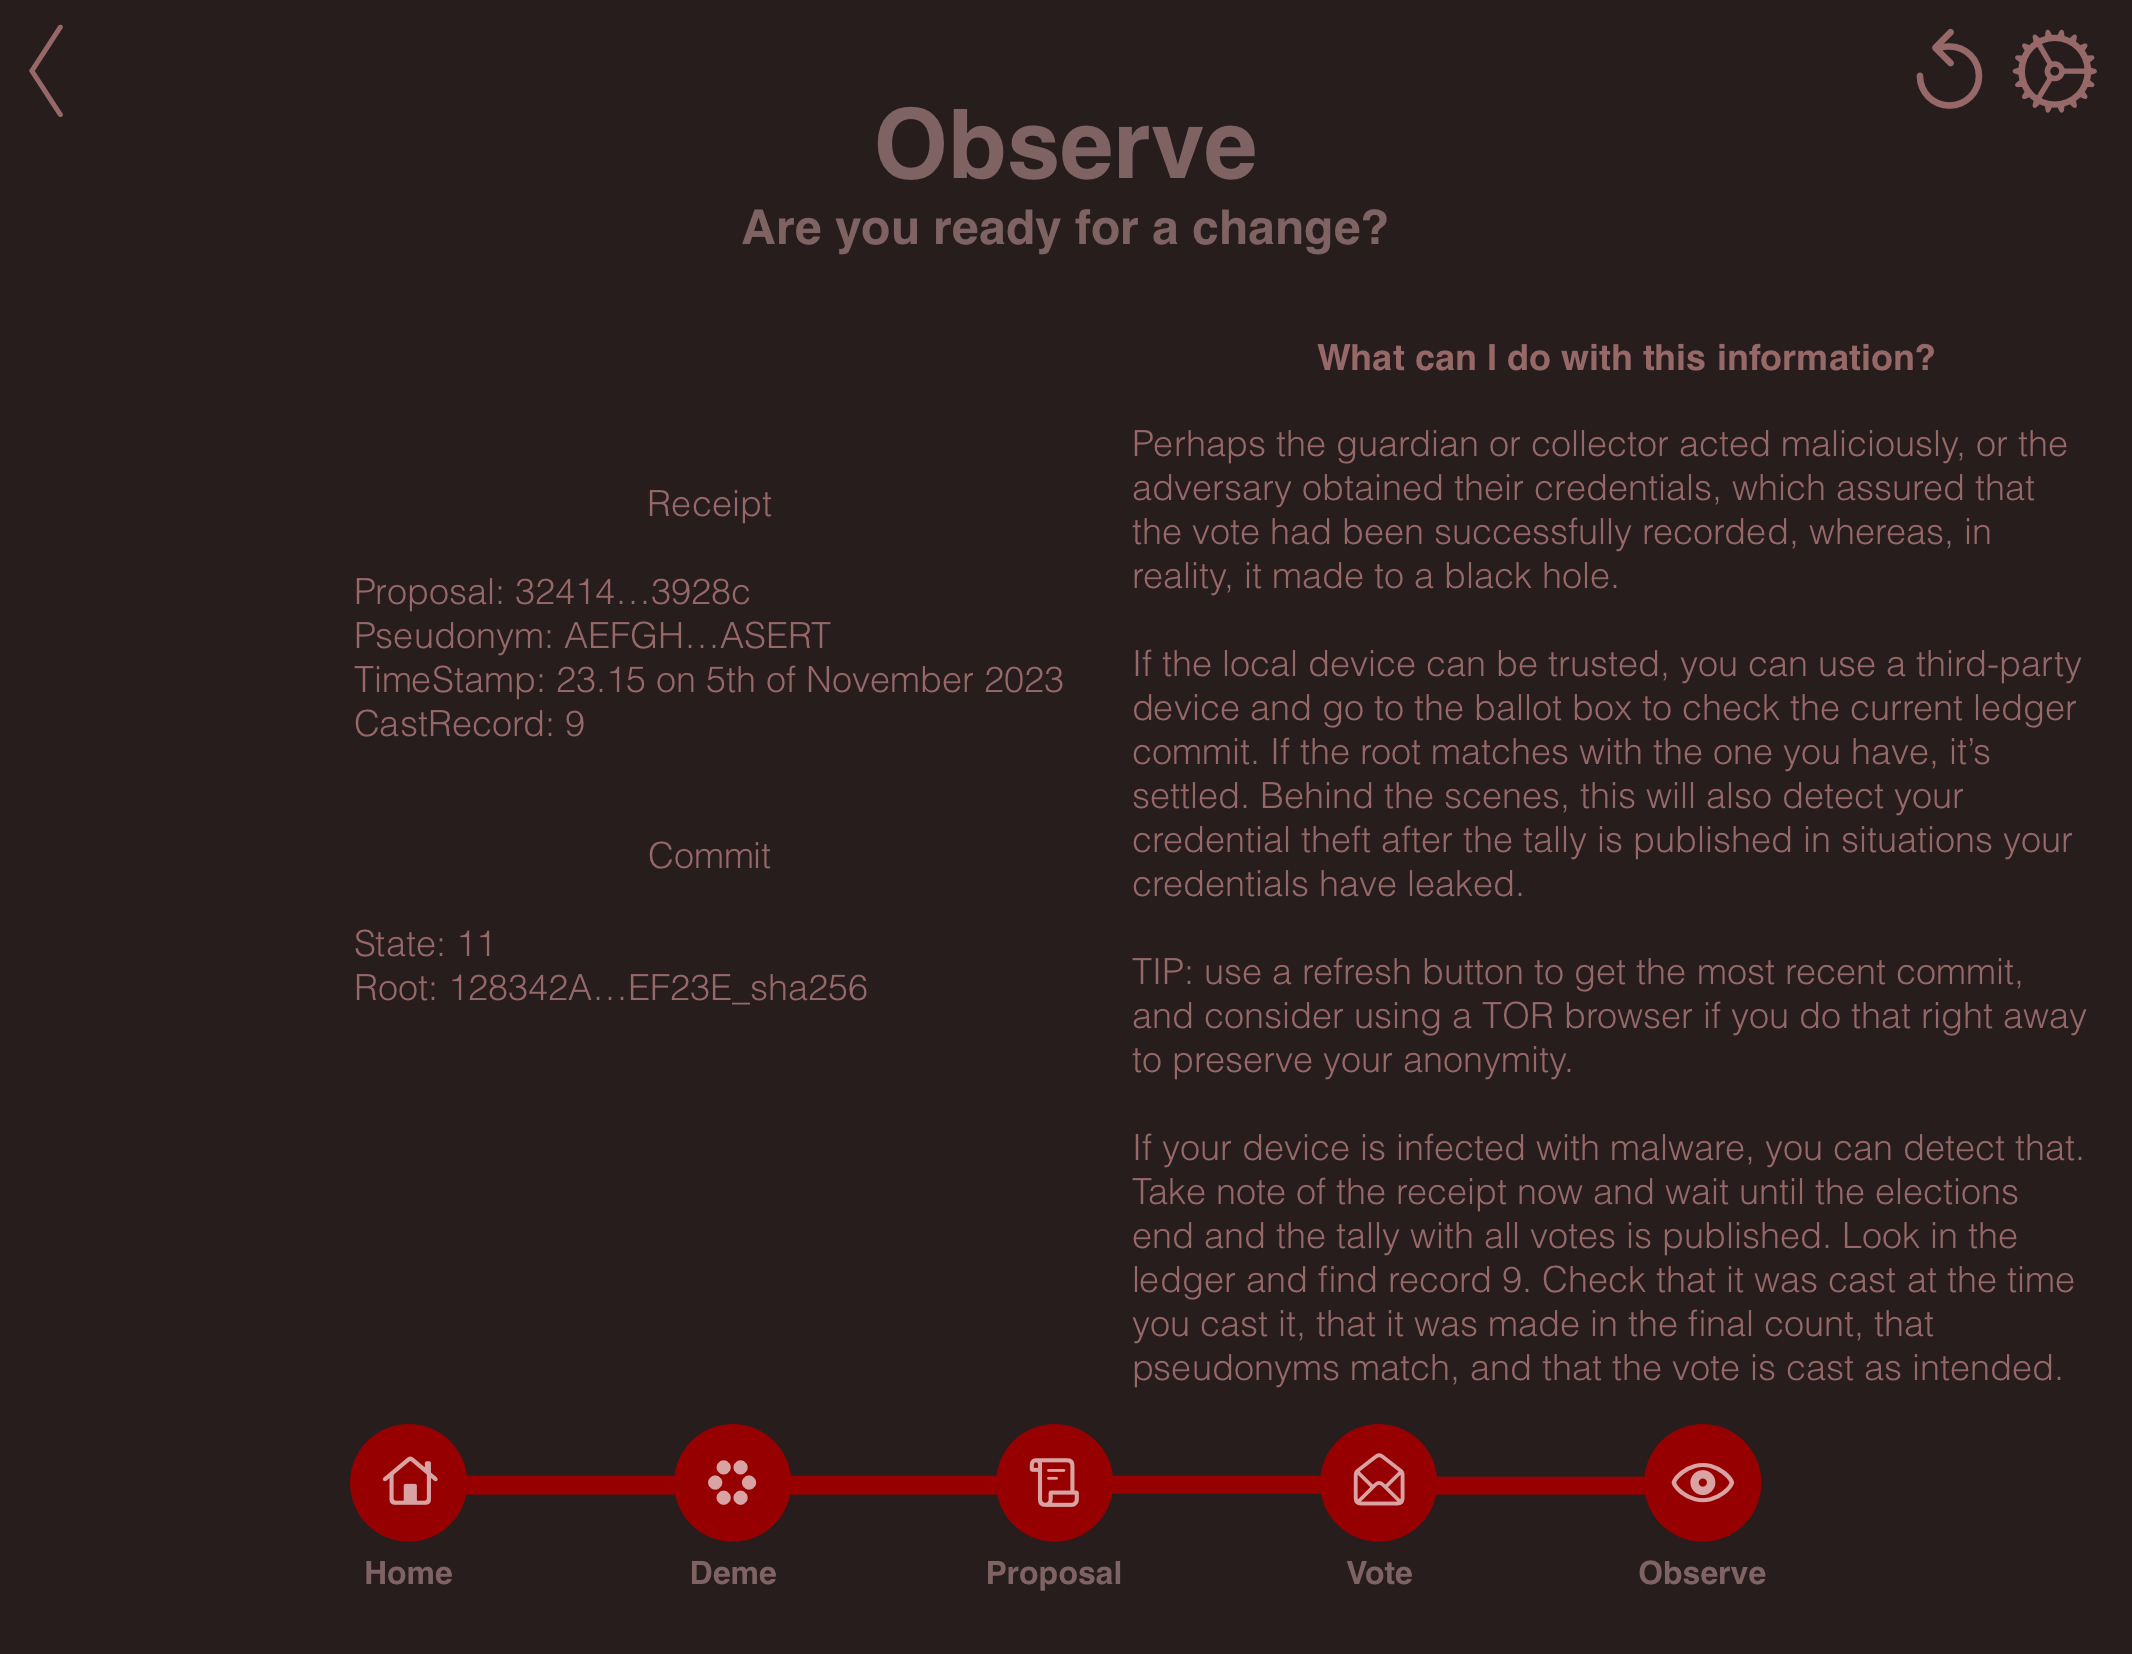 Observe
Are you ready for a change?
Receipt
Proposal: 32414…3928c
Pseudonym: AEFGH…ASERT
TimeStamp: 23.15 on 5th of November 2023
CastRecord: 9
Commit
State: 11
Root: 128342A…EF23E_sha256
What can I do with this information?
Perhaps the guardian or collector acted maliciously, or the
adversary obtained their credentials, which assured that
the vote had been successfully recorded, whereas, in
reality, it made to a black hole.
If the local device can be trusted, you can use a third-party
device and go to the ballot box to check the current ledger
commit. If the root matches with the one you have, it’s
settled. Behind the scenes, this will also detect your
credential theft after the tally is published in situations your
credentials have leaked.
TIP: use a refresh button to get the most recent commit,
and consider using a TOR browser if you do that right away
to preserve your anonymity.
If your device is infected with malware, you can detect that.
Take note of the receipt now and wait until the elections
end and the tally with all votes is published. Look in the
ledger and find record 9. Check that it was cast at the time
you cast it, that it was made in the final count, that
pseudonyms match, and that the vote is cast as intended.
Home
Deme
Proposal
Vote
Observe